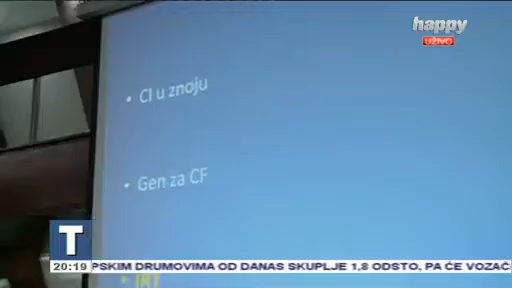 happy
UŽIVO
• Cl u znoju
• Gen za CF
T
20:19 PSKIM DRUMOVIMA OD DANAS SKUPLJE 1,8 ODSTO, PA ĆE VOZAČ